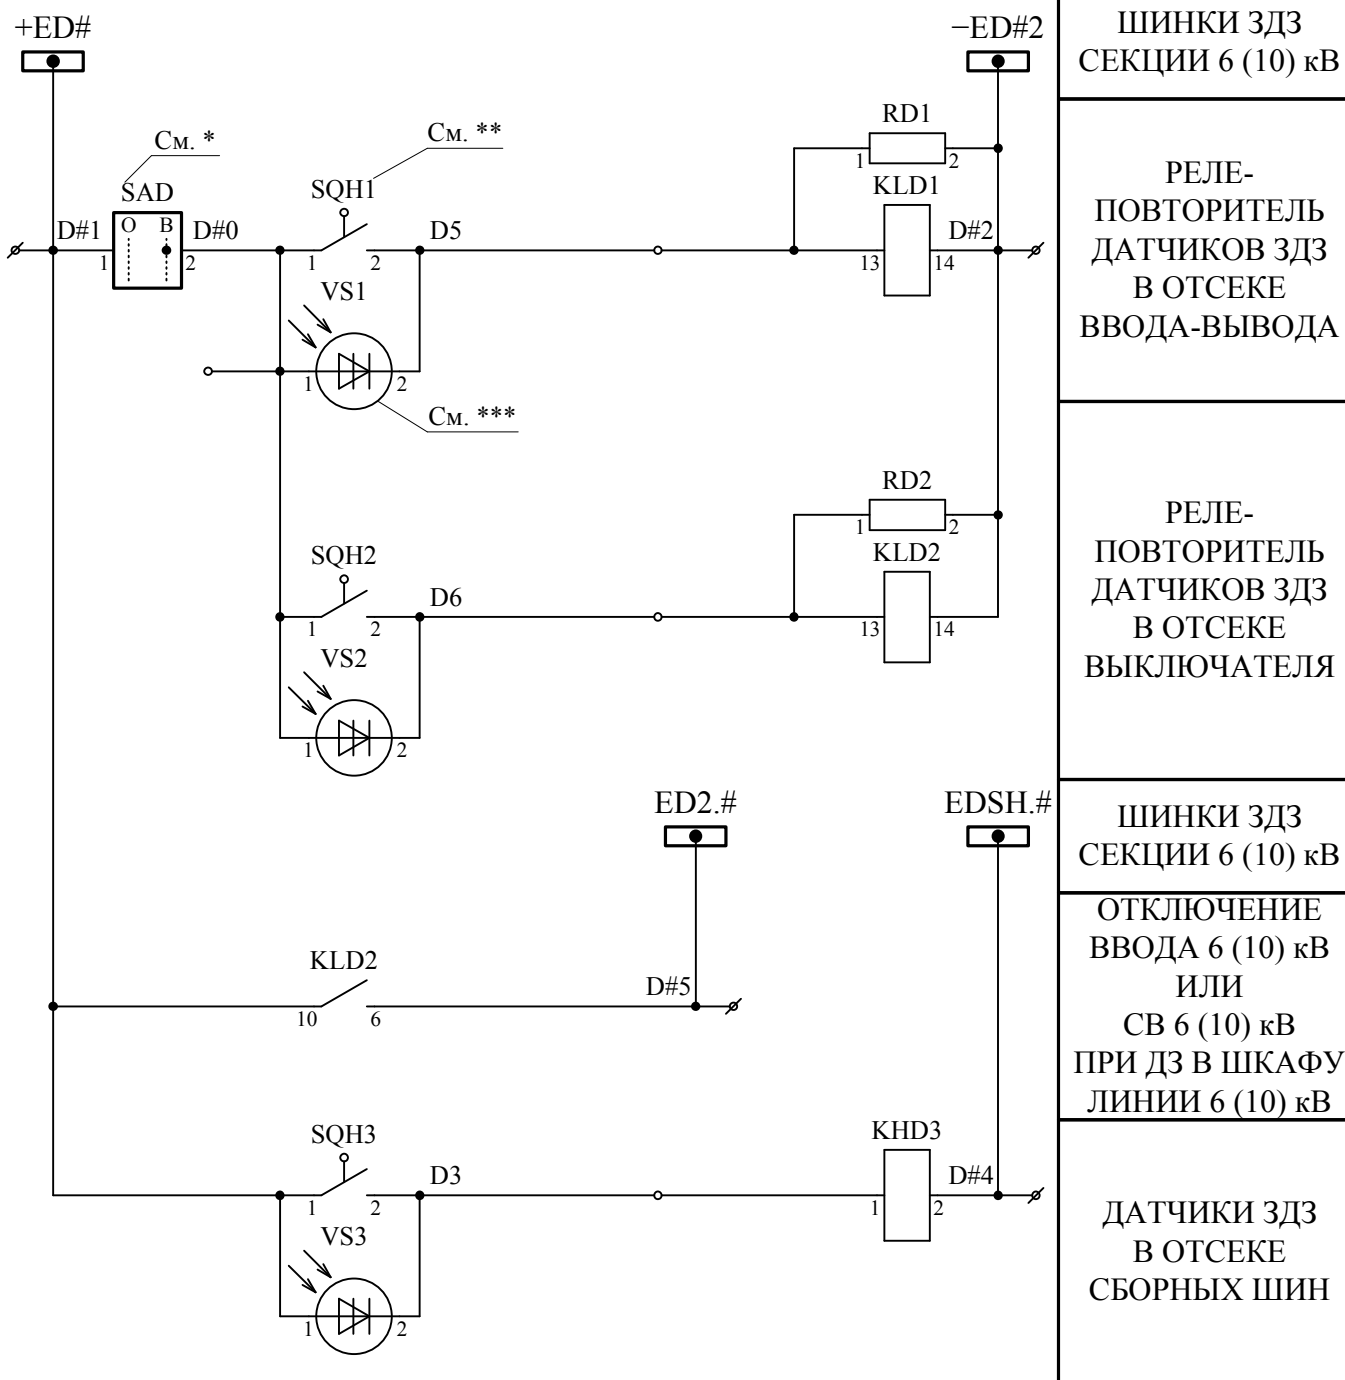 +ED#
−ED#2
ШИНКИ ЗДЗ
СЕКЦИИ 6 (10) кВ
См. *
SAD
D#1
О В
D#0
1
2
См. **
SQH1
1
2
D5
VS1
1
2
См. ***
RD1
1
2
KLD1
13
14
D#2
РЕЛЕ-
ПОВТОРИТЕЛЬ
ДАТЧИКОВ ЗДЗ
В ОТСЕКЕ
ВВОДА-ВЫВОДА
SQH2
1
2
D6
VS2
1
2
RD2
1
2
KLD2
13
14
РЕЛЕ-
ПОВТОРИТЕЛЬ
ДАТЧИКОВ ЗДЗ
В ОТСЕКЕ
ВЫКЛЮЧАТЕЛЯ
ED2.#
EDSH.#
ШИНКИ ЗДЗ
СЕКЦИИ 6 (10) кВ
KLD2
10
6
D#5
ОТКЛЮЧЕНИЕ
ВВОДА 6 (10) кВ
ИЛИ
СВ 6 (10) кВ
ПРИ ДЗ В ШКАФУ
ЛИНИИ 6 (10) кВ
SQH3
1
2
D3
VS3
1
2
KHD3
1
2
D#4
ДАТЧИКИ ЗДЗ
В ОТСЕКЕ
СБОРНЫХ ШИН